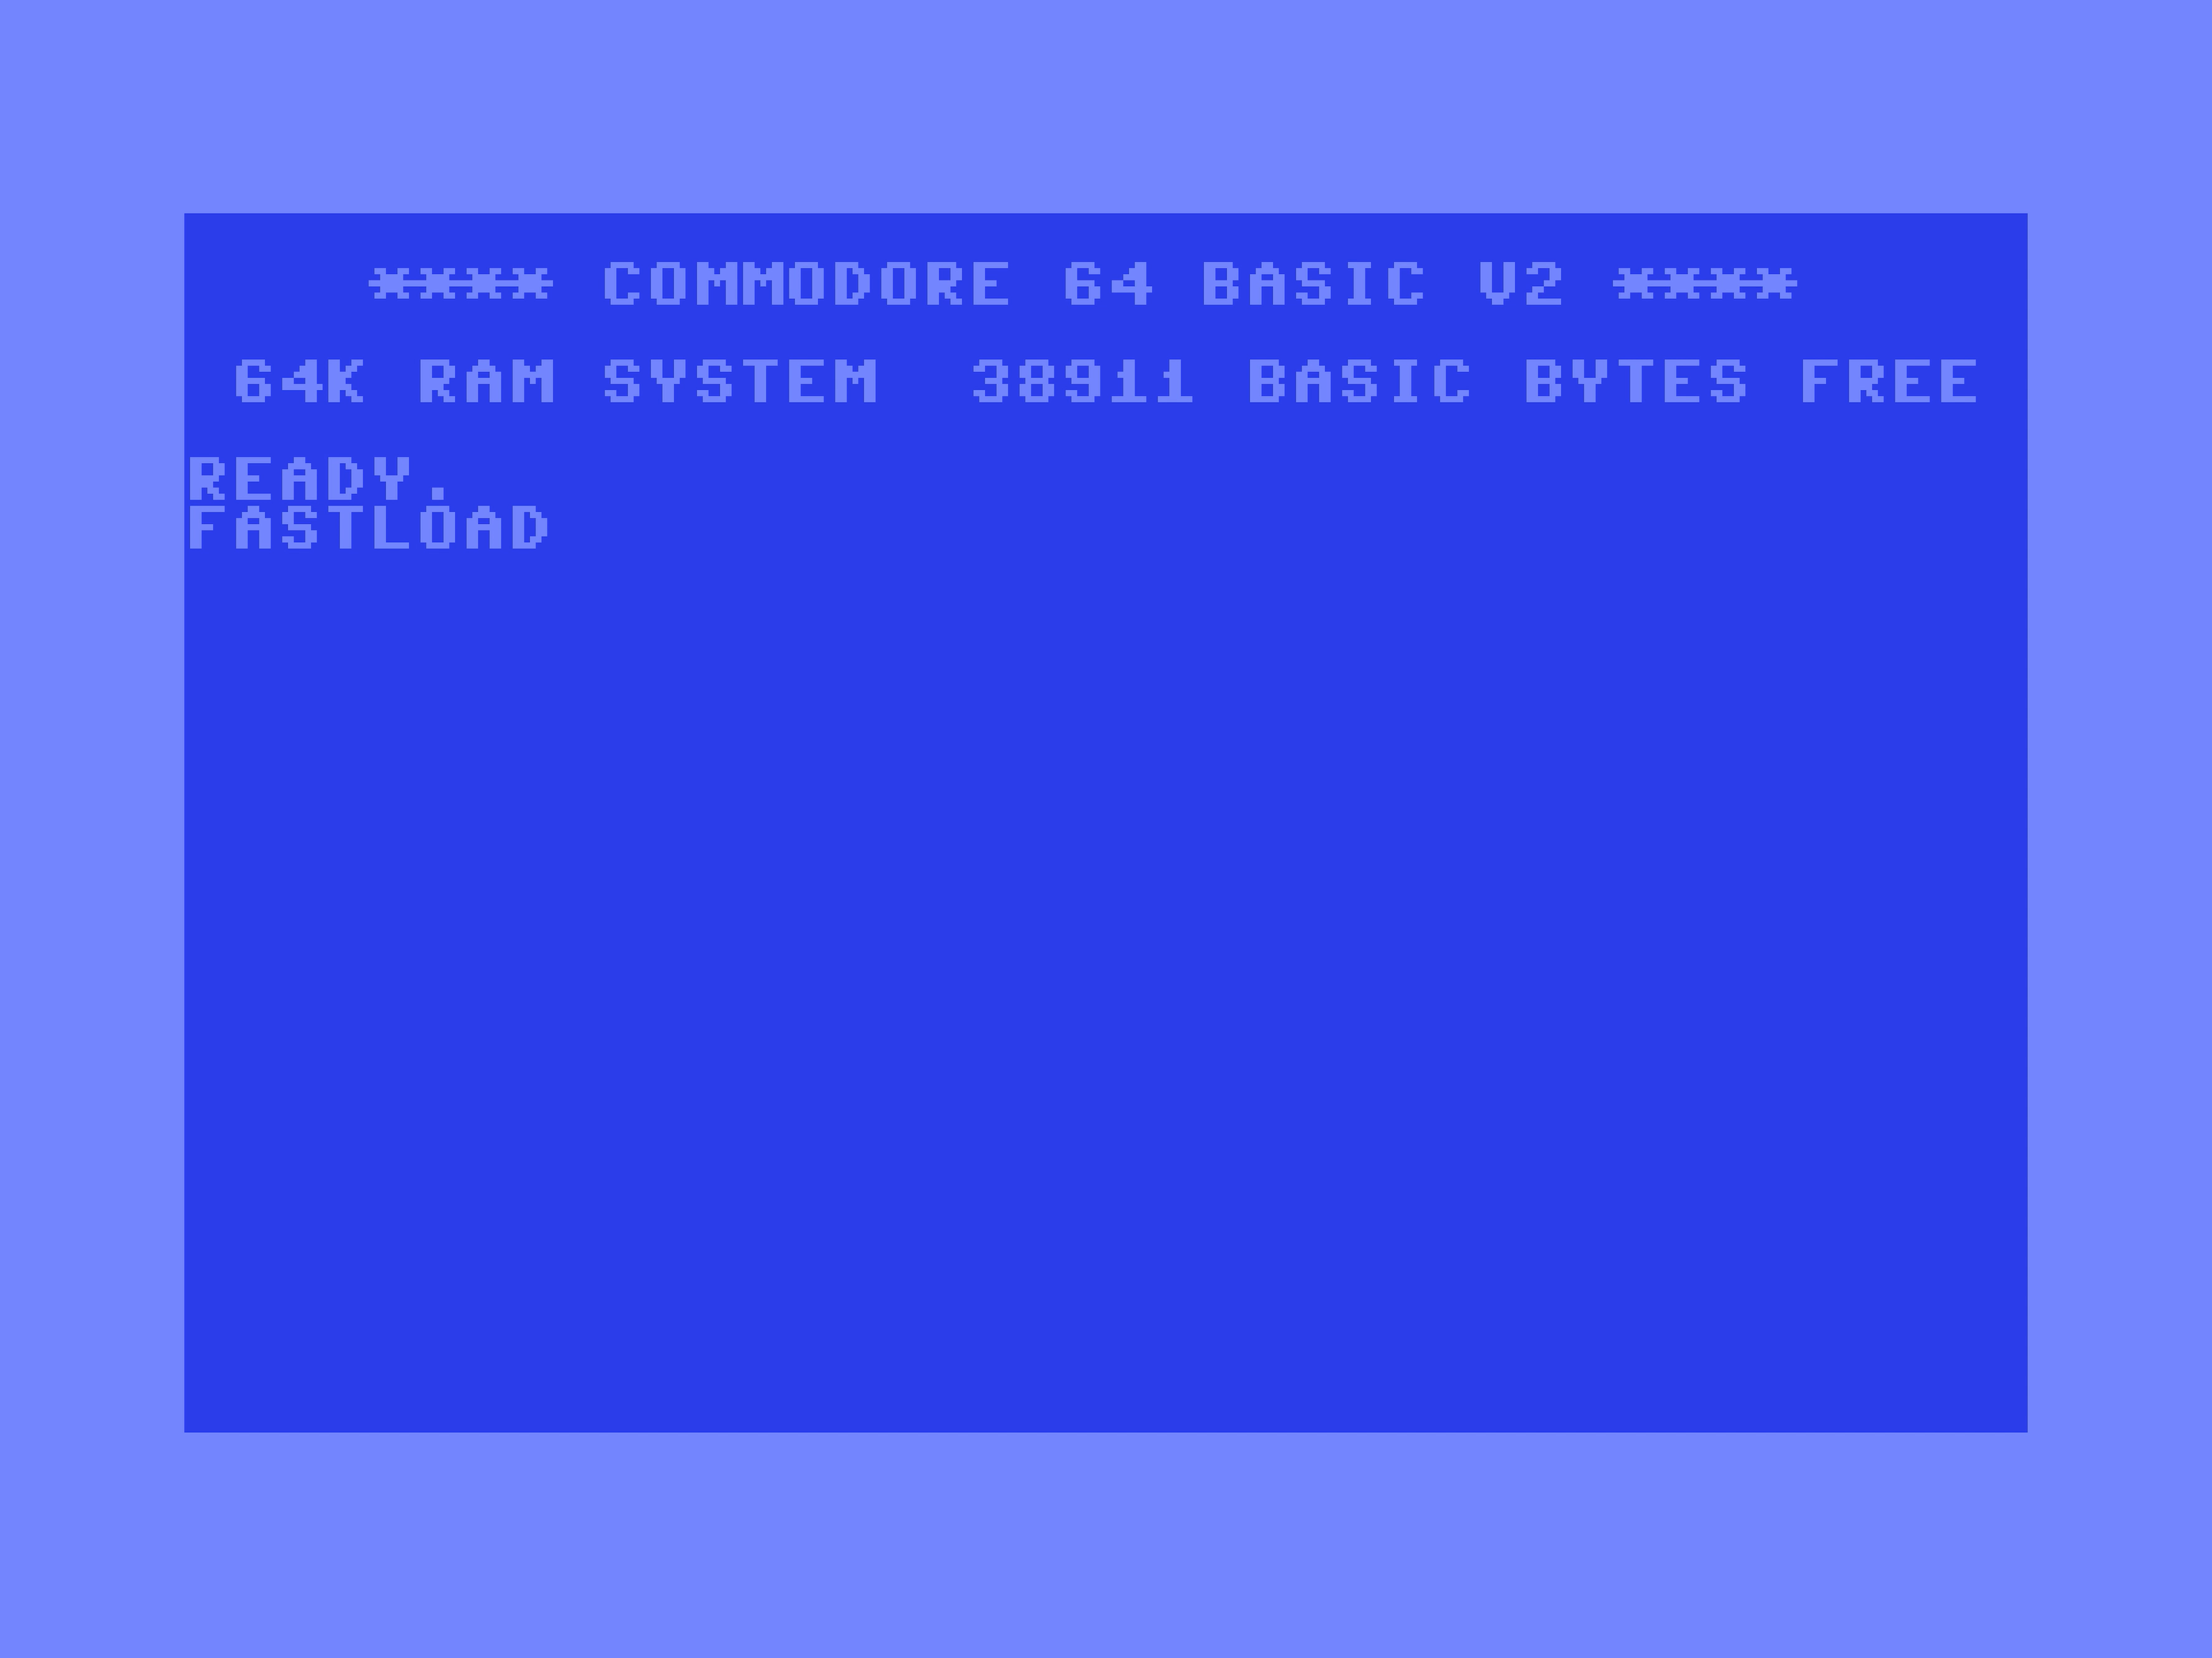 **** COMMODORE 64 BASIC V2 ****
64K RAM SYSTEM  38911 BASIC BYTES FREE
READY.
FASTLOAD